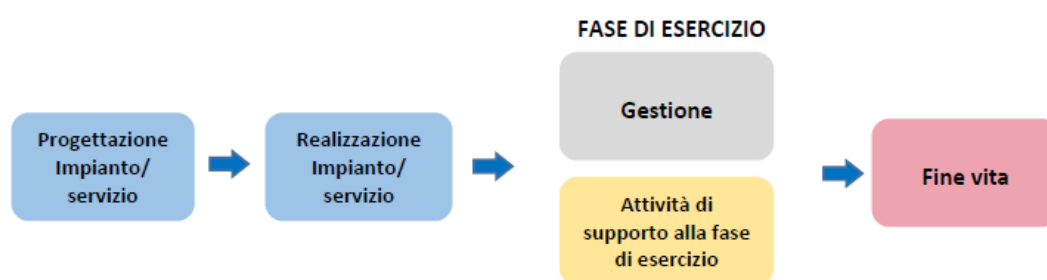 FASE DI ESERCIZIO
Progettazione
Impianto/
servizio
Realizzazione
Impianto/
servizio
Gestione
Attività di
supporto alla fase
di esercizio
Fine vita